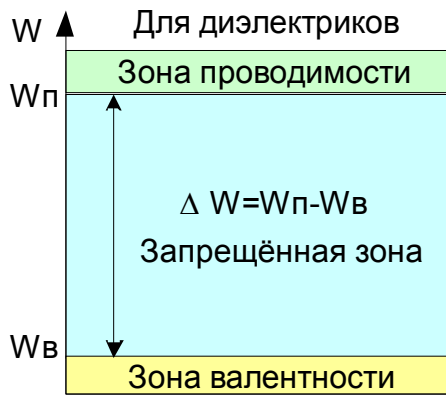 W
Для диэлектриков
Зона проводимости
Wп
Δ W=Wп-Wв
Запрещённая зона
Wв
Зона валентности